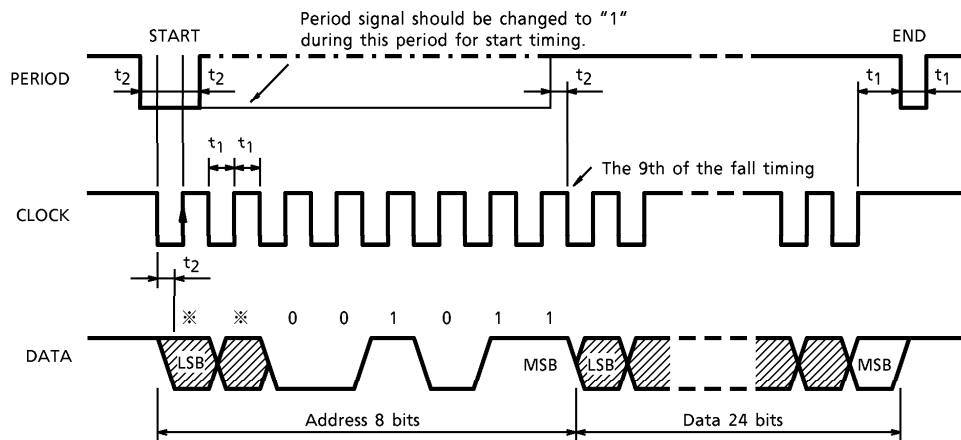 Period signal should be changed to "1"
during this period for start timing.
START
END
PERIOD
t2
t2
t2
t1
t1
t1
t1
The 9th of the fall timing
CLOCK
t2
※ ※ 0 0 1 0 1 1
DATA
LSB
MSB
LSB
MSB
Address 8 bits
Data 24 bits